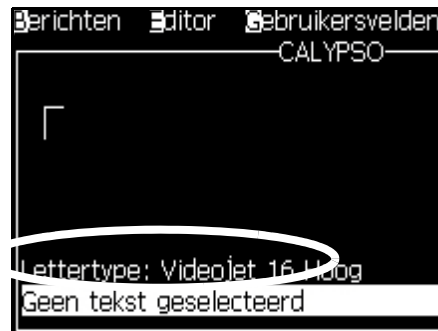 Berichten Editor Gebruikersvelden
CALYPSO
Lettertype: Videojet 16 Hoog
Geen tekst geselecteerd